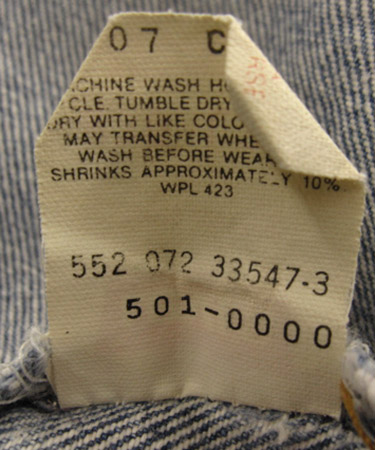 07 C
CHINE WASH H
CLE. TUMBLE DRY
DRY WITH LIKE COLO
MAY TRANSFER WHE
WASH BEFORE WEAR
SHRINKS APPROXIMATELY 10%.
WPL 423
552 072 33547-3
501-0000